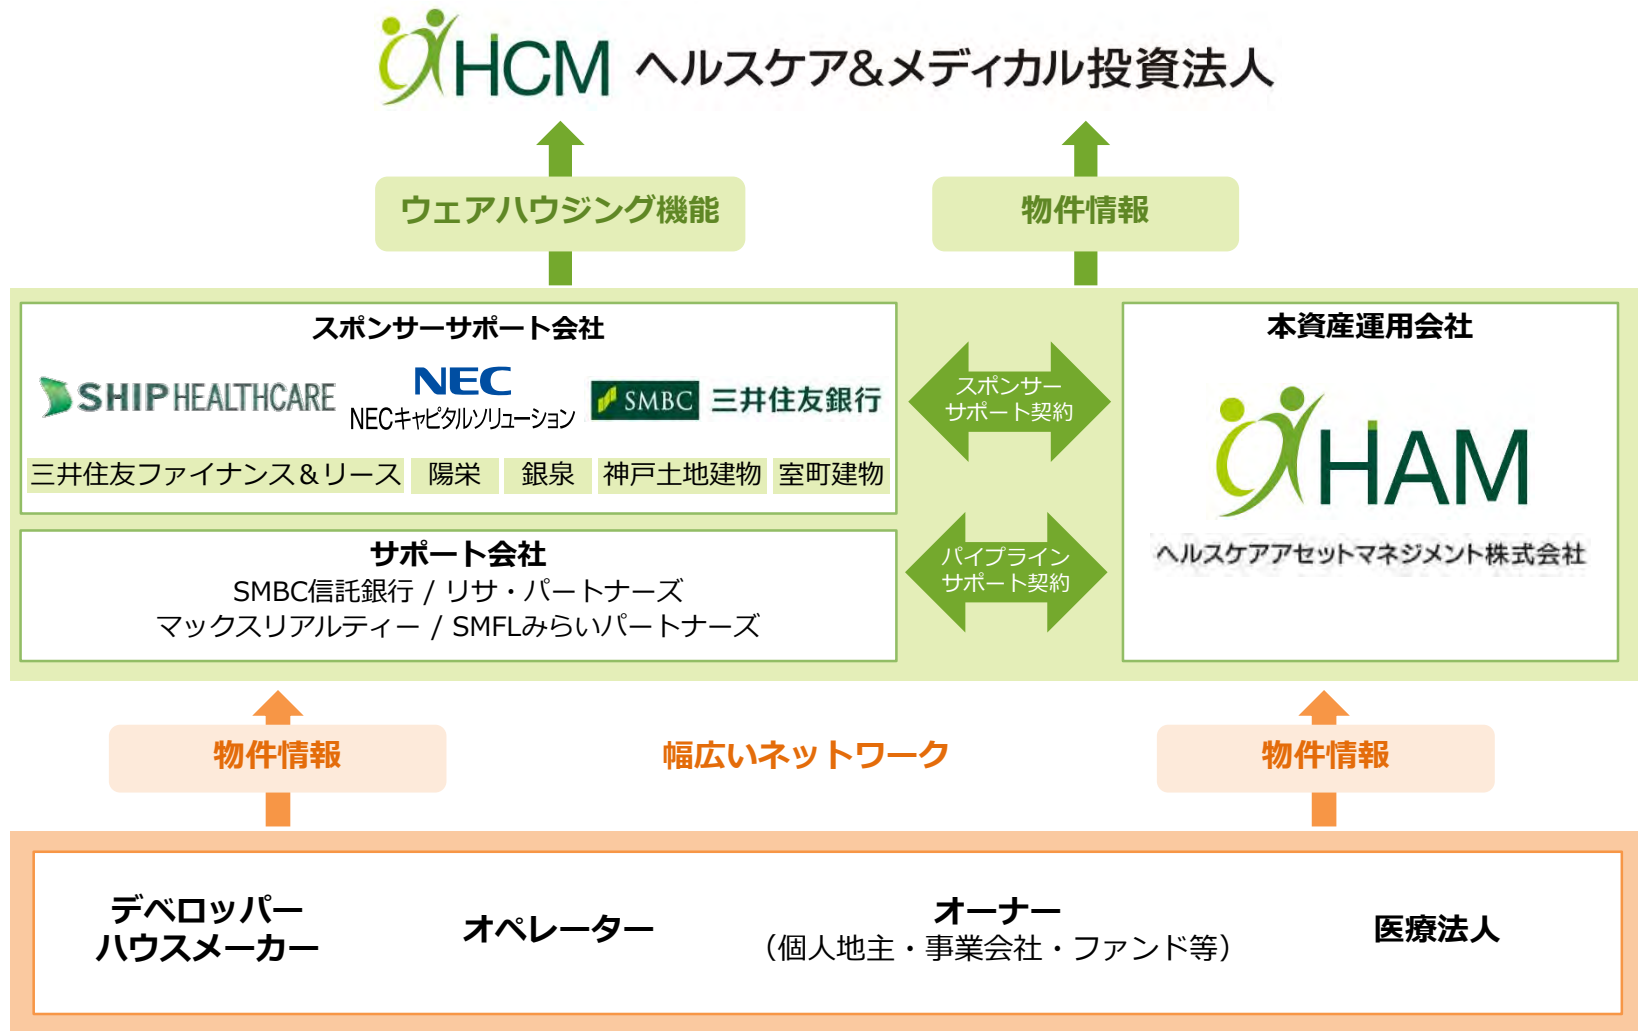 HCM ヘルスケア&メディカル投資法人
ウェアハウジング機能
物件情報
スポンサーサポート会社
SHIP HEALTHCARE
NEC
NECキャピタルソリューション
SMBC 三井住友銀行
三井住友ファイナンス＆リース
陽栄
銀泉
神戸土地建物
室町建物
サポート会社
SMBC信託銀行 / リサ・パートナーズ
マックスリアルティー / SMFLみらいパートナーズ
スポンサー
サポート契約
パイプライン
サポート契約
本資産運用会社
HAM
ヘルスケアアセットマネジメント株式会社
物件情報
幅広いネットワーク
物件情報
デベロッパー
ハウスメーカー
オペレーター
オーナー
（個人地主・事業会社・ファンド等）
医療法人